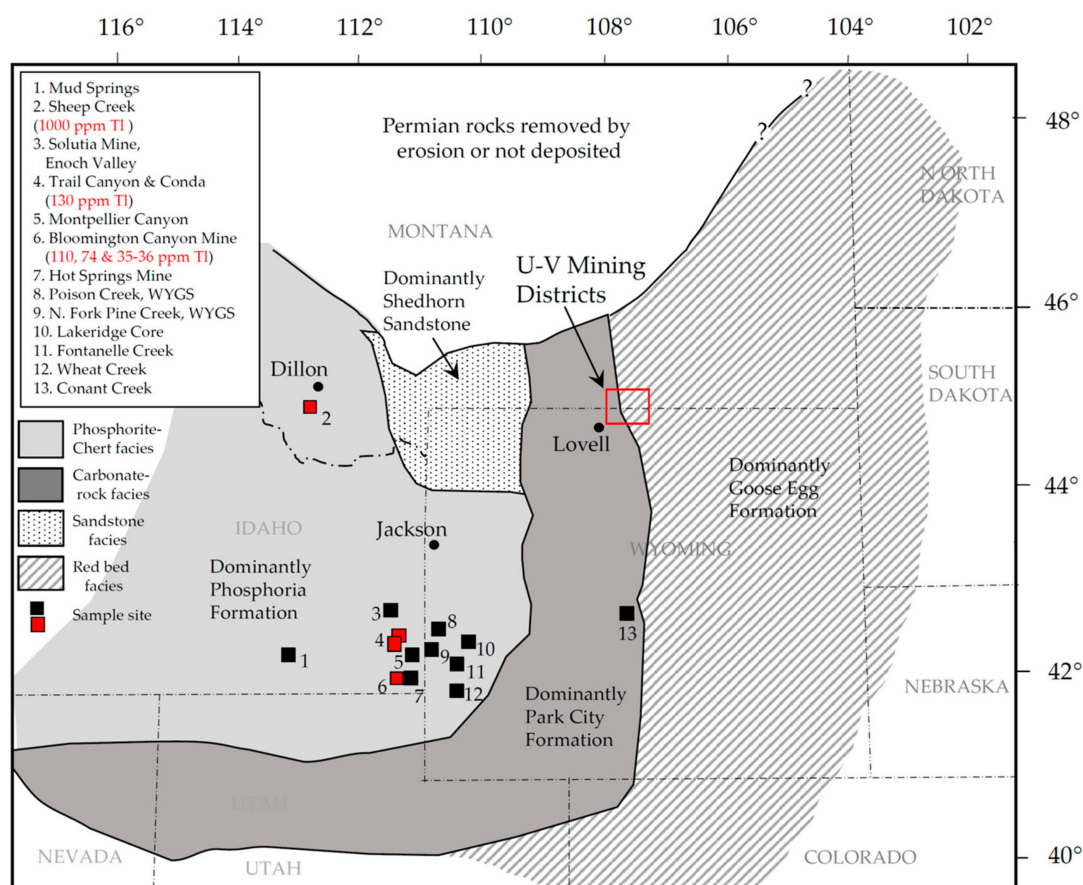 116° 114° 112° 110° 108° 106° 104° 102°
1. Mud Springs
2. Sheep Creek
(1000 ppm Tl )
3. Solutia Mine,
Enoch Valley
4. Trail Canyon & Conda
(130 ppm Tl)
5. Montpellier Canyon
6. Bloomington Canyon Mine
(110, 74 & 35-36 ppm Tl)
7. Hot Springs Mine
8. Poison Creek, WYGS
9. N. Fork Pine Creek, WYGS
10. Lakeridge Core
11. Fontanelle Creek
12. Wheat Creek
13. Conant Creek
Phosphorite-
Chert facies
Carbonate-
rock facies
Sandstone
facies
Red bed
facies
Sample site
Permian rocks removed by
erosion or not deposited
?
?
48°
NORTH
DAKOTA
MONTANA
Dominantly
Shedhorn
Sandstone
U-V Mining
Districts
46°
Dillon
2
SOUTH
DAKOTA
Lovell
Dominantly
Goose Egg
Formation
44°
IDAHO
Jackson
WYOMING
Dominantly
Phosphoria
Formation
3
4
8
10
13
1
5
9
11
6
7
12
42°
NEBRASKA
Dominantly
Park City
Formation
UTAH
NEVADA
UTAH
COLORADO
40°